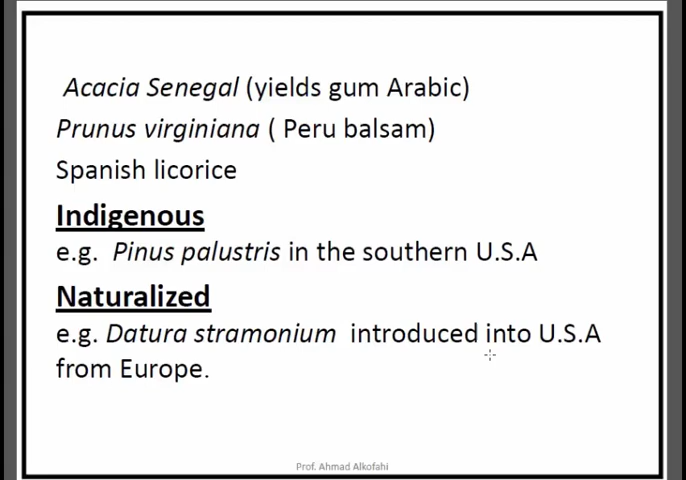 Acacia Senegal (yields gum Arabic)
Prunus virginiana ( Peru balsam)
Spanish licorice
Indigenous
e.g. Pinus palustris in the southern U.S.A
Naturalized
e.g. Datura stramonium introduced into U.S.A
from Europe.
Prof. Ahmad Alkofahi